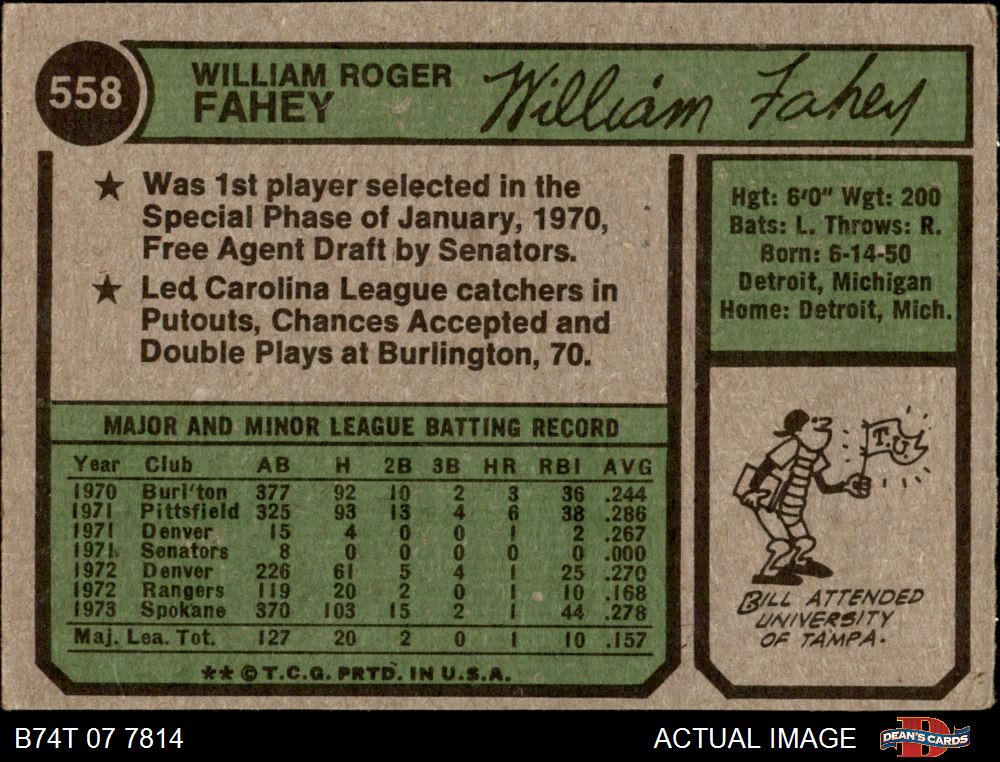 558
WILLIAM ROGER
FAHEY
William Fahey
★ Was 1st player selected in the
Special Phase of January, 1970,
Free Agent Draft by Senators.
★ Led Carolina League catchers in
Putouts, Chances Accepted and
Double Plays at Burlington, 70.
Hgt: 6'0" Wgt: 200
Bats: L. Throws: R.
Born: 6-14-50
Detroit, Michigan
Home: Detroit, Mich.
MAJOR AND MINOR LEAGUE BATTING RECORD
Year Club AB H 2B 3B HR RBI AVG
1970 Burl'ton 377 92 10 2 3 36 .244
1971 Pittsfield 325 93 13 4 6 38 .286
1971 Denver 15 4 0 0 1 2 .267
1971 Senators 8 0 0 0 0 0 .000
1972 Denver 226 61 5 4 1 25 .270
1972 Rangers 119 20 2 0 1 10 .168
1973 Spokane 370 103 15 2 1 44 .278
Maj. Lea. Tot. 127 20 2 0 1 10 .157
** © T.C.G. PRTD. IN U.S.A.
T.U.
BILL ATTENDED
UNIVERSITY
OF TAMPA.
B74T 07 7814
ACTUAL IMAGE
DEAN'S CARDS